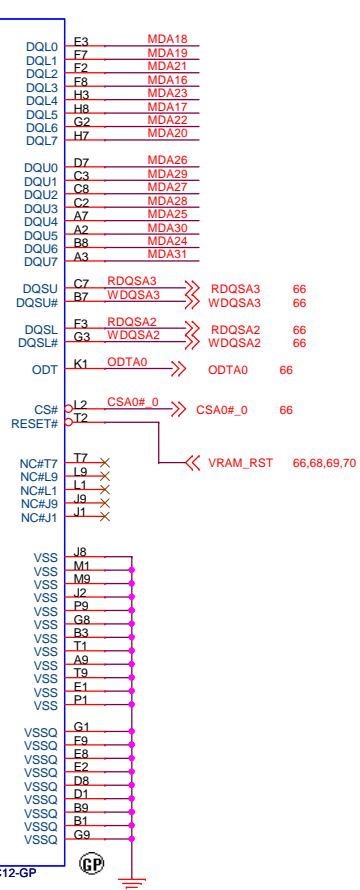 DQL0 E3 MDA18
DQL1 F7 MDA19
DQL2 F2 MDA21
DQL3 F8 MDA16
DQL4 H3 MDA23
DQL5 H8 MDA17
DQL6 G2 MDA22
DQL7 H7 MDA20
DQU0 D7 MDA26
DQU1 C3 MDA29
DQU2 C8 MDA27
DQU3 C2 MDA28
DQU4 A7 MDA25
DQU5 A2 MDA30
DQU6 B8 MDA24
DQU7 A3 MDA31
DQSU C7 RDQSA3 RDQSA3 66
DQSU# B7 WDQSA3 WDQSA3 66
DQSL F3 RDQSA2 RDQSA2 66
DQSL# G3 WDQSA2 WDQSA2 66
ODT K1 ODTA0 ODTA0 66
CS# L2 CSA0#_0 CSA0#_0 66
RESET# T2
VRAM_RST 66,68,69,70
NC#T7 T7
NC#L9 L9
NC#L1 L1
NC#J9 J9
NC#J1 J1
VSS J8
VSS M1
VSS M9
VSS J2
VSS P9
VSS G8
VSS B3
VSS T1
VSS A9
VSS T9
VSS E1
VSS P1
VSSQ G1
VSSQ F9
VSSQ E8
VSSQ E2
VSSQ D8
VSSQ D1
VSSQ B9
VSSQ B1
VSSQ G9
GP
C12-GP